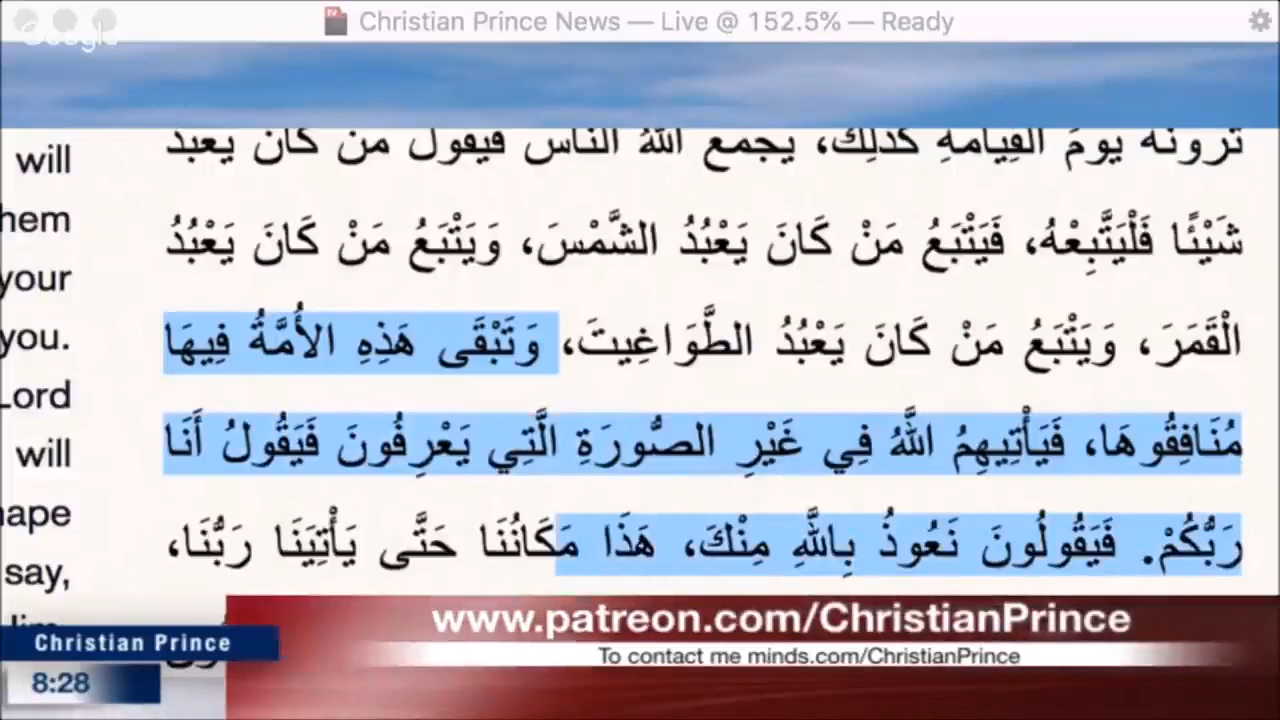 Christian Prince News — Live @ 152.5% — Ready
Google
will
hem
your
you.
Lord
will
hape
say,
ترونه يوم القيامة كذلك، يجمع الله الناس فيقول من كان يعبد
شَيْئًا فَلْيَتَّبِعْهُ، فَيَتْبَعُ مَنْ كَانَ يَعْبُدُ الشَّمْسَ، وَيَتْبَعُ مَنْ كَانَ يَعْبُدُ
الْقَمَرَ، وَيَتْبَعُ مَنْ كَانَ يَعْبُدُ الطَّوَاغِيتَ، وَتَبْقَى هَذِهِ الأُمَّةُ فِيهَا
مُنَافِقُوهَا، فَيَأْتِيهِمُ اللَّهُ فِي غَيْرِ الصُّورَةِ الَّتِي يَعْرِفُونَ فَيَقُولُ أَنَا
رَبُّكُمْ. فَيَقُولُونَ نَعُوذُ بِاللَّهِ مِنْكَ، هَذَا مَكَانُنَا حَتَّى يَأْتِيَنَا رَبُّنَا،
www.patreon.com/ChristianPrince
To contact me minds.com/ChristianPrince
Christian Prince
8:28